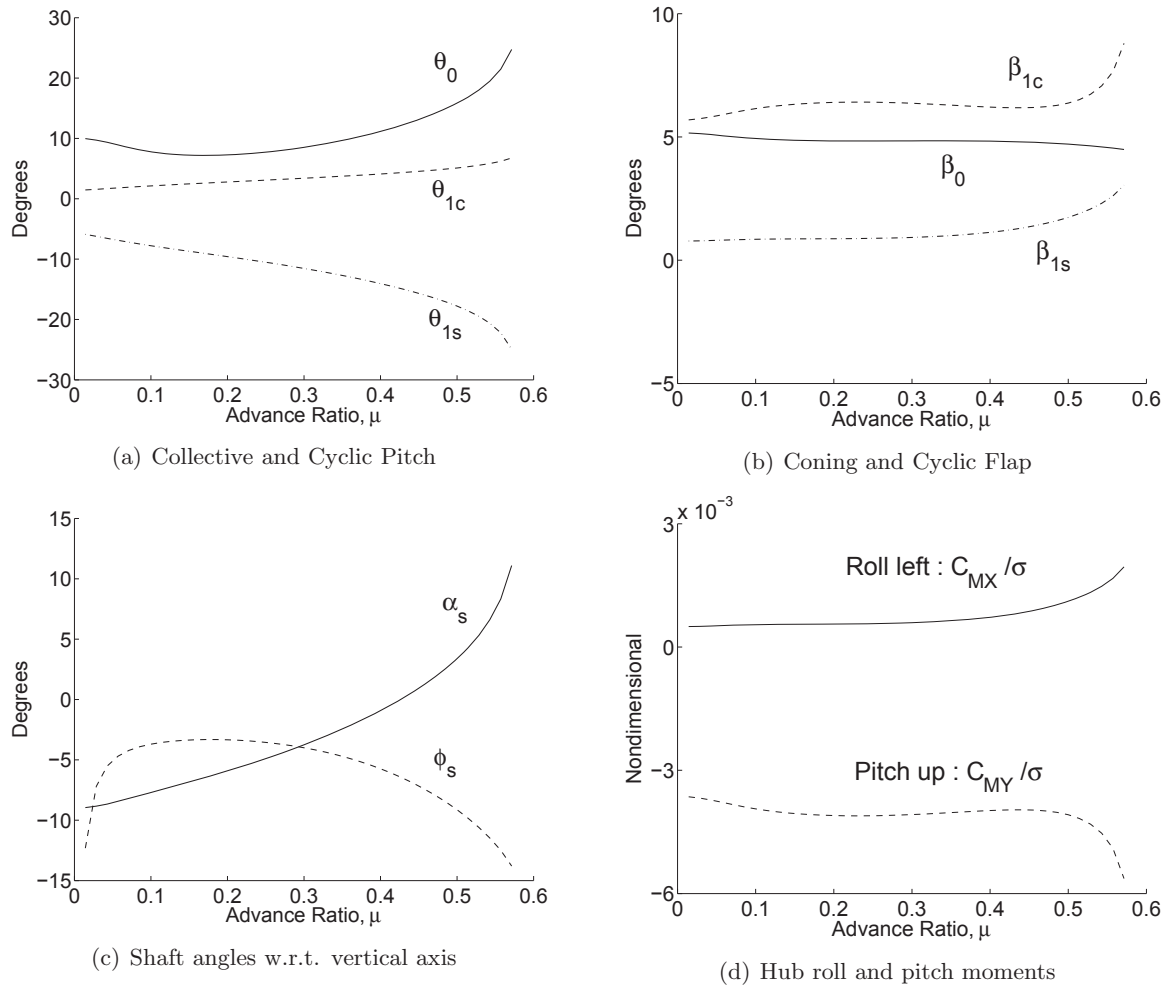 30
20
10
0
−10
−20
−30
Degrees
θ0
θ1c
θ1s
0 0.1 0.2 0.3 0.4 0.5 0.6
Advance Ratio, μ
(a) Collective and Cyclic Pitch
10
5
0
−5
Degrees
β1c
β0
β1s
0 0.1 0.2 0.3 0.4 0.5 0.6
Advance Ratio, μ
(b) Coning and Cyclic Flap
15
10
5
0
−5
−10
−15
Degrees
αs
ϕs
0 0.1 0.2 0.3 0.4 0.5 0.6
Advance Ratio, μ
(c) Shaft angles w.r.t. vertical axis
x 10−3
3
0
−3
−6
Nondimensional
Roll left : CMX /σ
Pitch up : CMY /σ
0 0.1 0.2 0.3 0.4 0.5 0.6
Advance Ratio, μ
(d) Hub roll and pitch moments